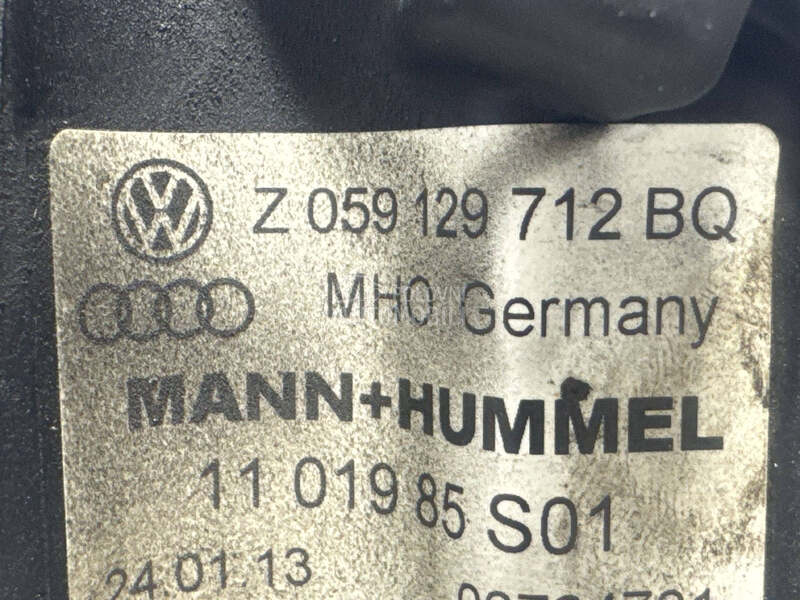 Z 059 129 712 BQ
MH0 Germany
MANN+HUMMEL
11 019 85 S01
24.01.13